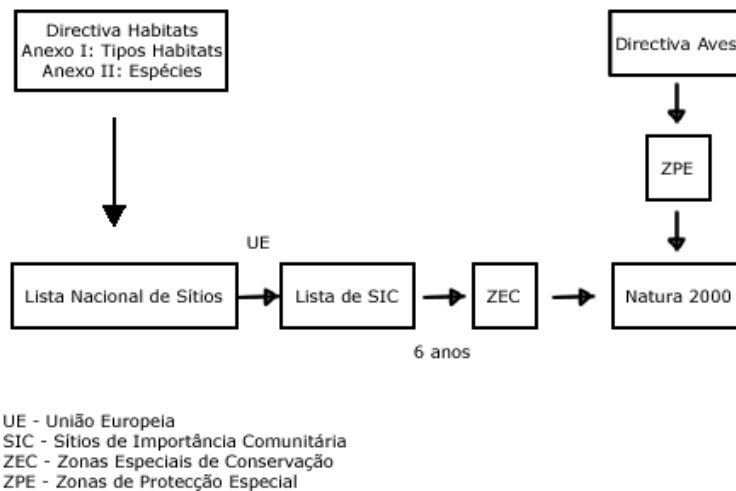 Directiva Habitats
Anexo I: Tipos Habitats
Anexo II: Espécies
Directiva Aves
ZPE
UE
Lista Nacional de Sítios
Lista de SIC
ZEC
Natura 2000
6 anos
UE - União Europeia
SIC - Sítios de Importância Comunitária
ZEC - Zonas Especiais de Conservação
ZPE - Zonas de Protecção Especial